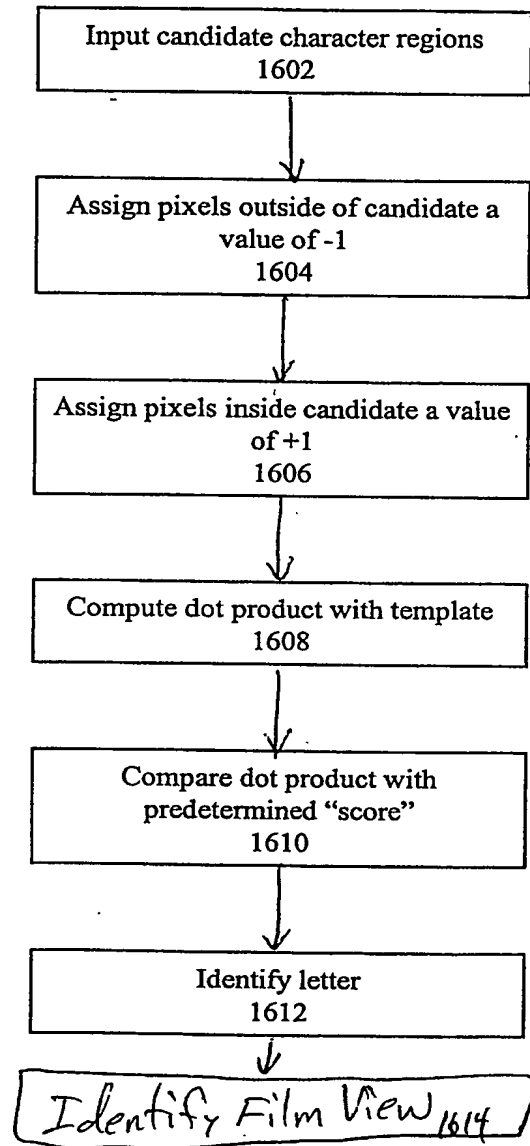 Input candidate character regions
1602
Assign pixels outside of candidate a
value of -1
1604
Assign pixels inside candidate a value
of +1
1606
Compute dot product with template
1608
Compare dot product with
predetermined “score”
1610
Identify letter
1612
Identify Film View 1614